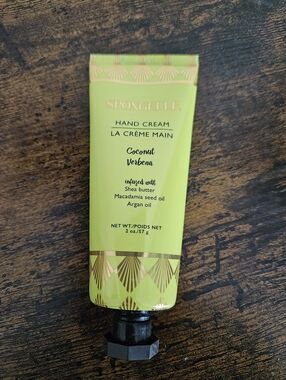 SPONGELLÉ
HAND CREAM
LA CRÈME MAIN
Coconut
Verbena
infused with
Shea butter
Macadamia seed oil
Argan oil
NET WT./POIDS NET
2 oz./57 g